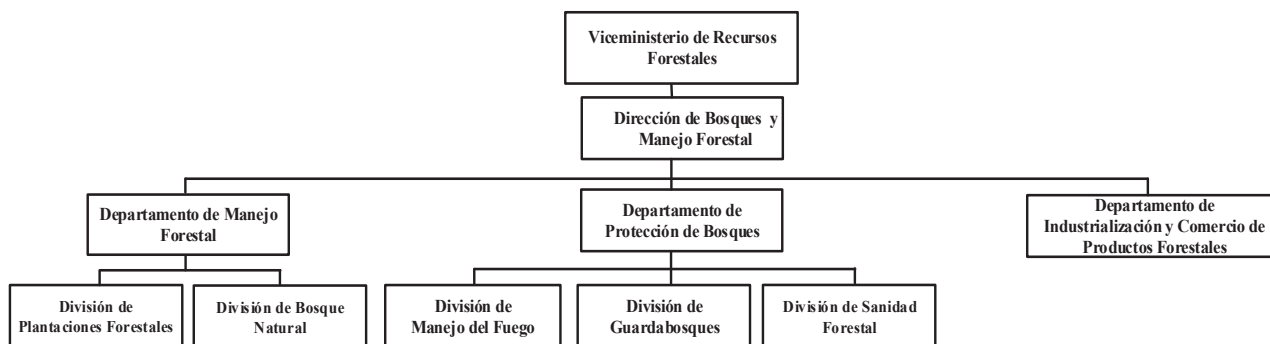 Viceministerio de Recursos
Forestales
Dirección de Bosques y
Manejo Forestal
Departamento de Manejo
Forestal
Departamento de
Protección de Bosques
Departamento de
Industrialización y Comercio de
Productos Forestales
División de
Plantaciones Forestales
División de Bosque
Natural
División de
Manejo del Fuego
División de
Guardabosques
División de Sanidad
Forestal